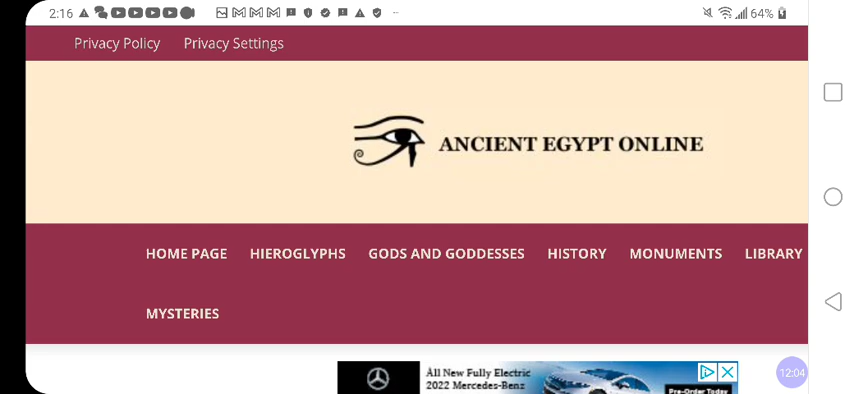 2:16 64%
Privacy Policy Privacy Settings
ANCIENT EGYPT ONLINE
HOME PAGE HIEROGLYPHS GODS AND GODDESSES HISTORY MONUMENTS LIBRARY
MYSTERIES
All New Fully Electric
2022 Mercedes-Benz
Pre-Order Today
12:04